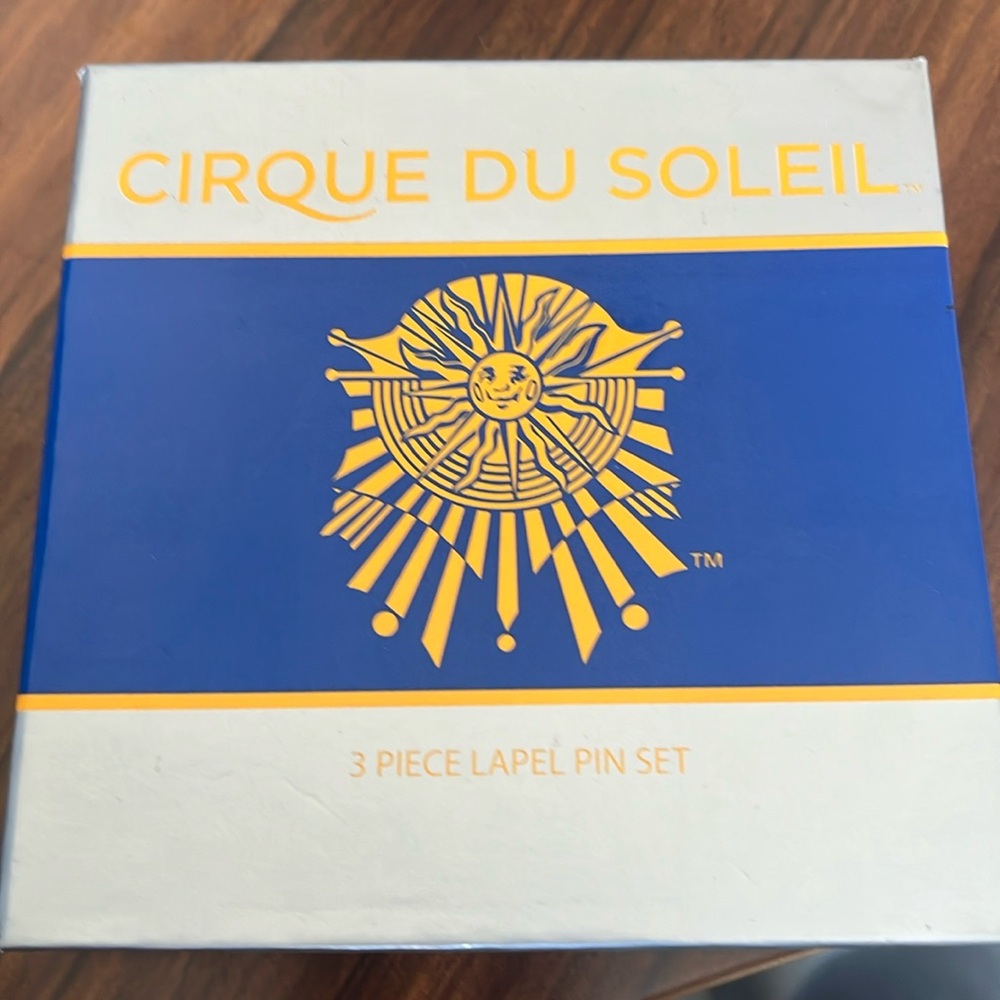 CIRQUE DU SOLEIL™
TM
3 PIECE LAPEL PIN SET